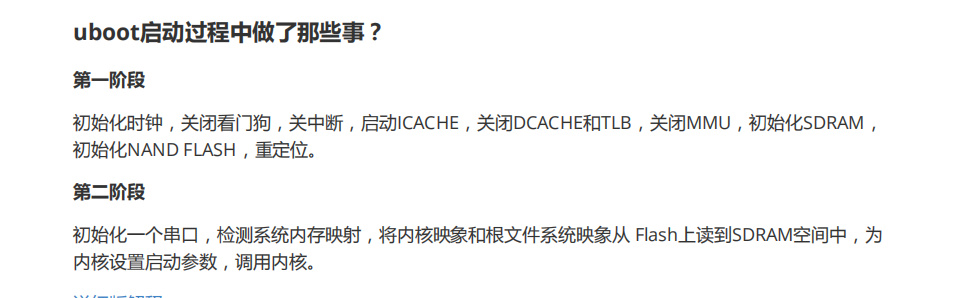 uboot启动过程中做了那些事？
第一阶段
初始化时钟，关闭看门狗，关中断，启动ICACHE，关闭DCACHE和TLB，关闭MMU，初始化SDRAM，
初始化NAND FLASH，重定位。
第二阶段
初始化一个串口，检测系统内存映射，将内核映象和根文件系统映象从 Flash上读到SDRAM空间中，为
内核设置启动参数，调用内核。